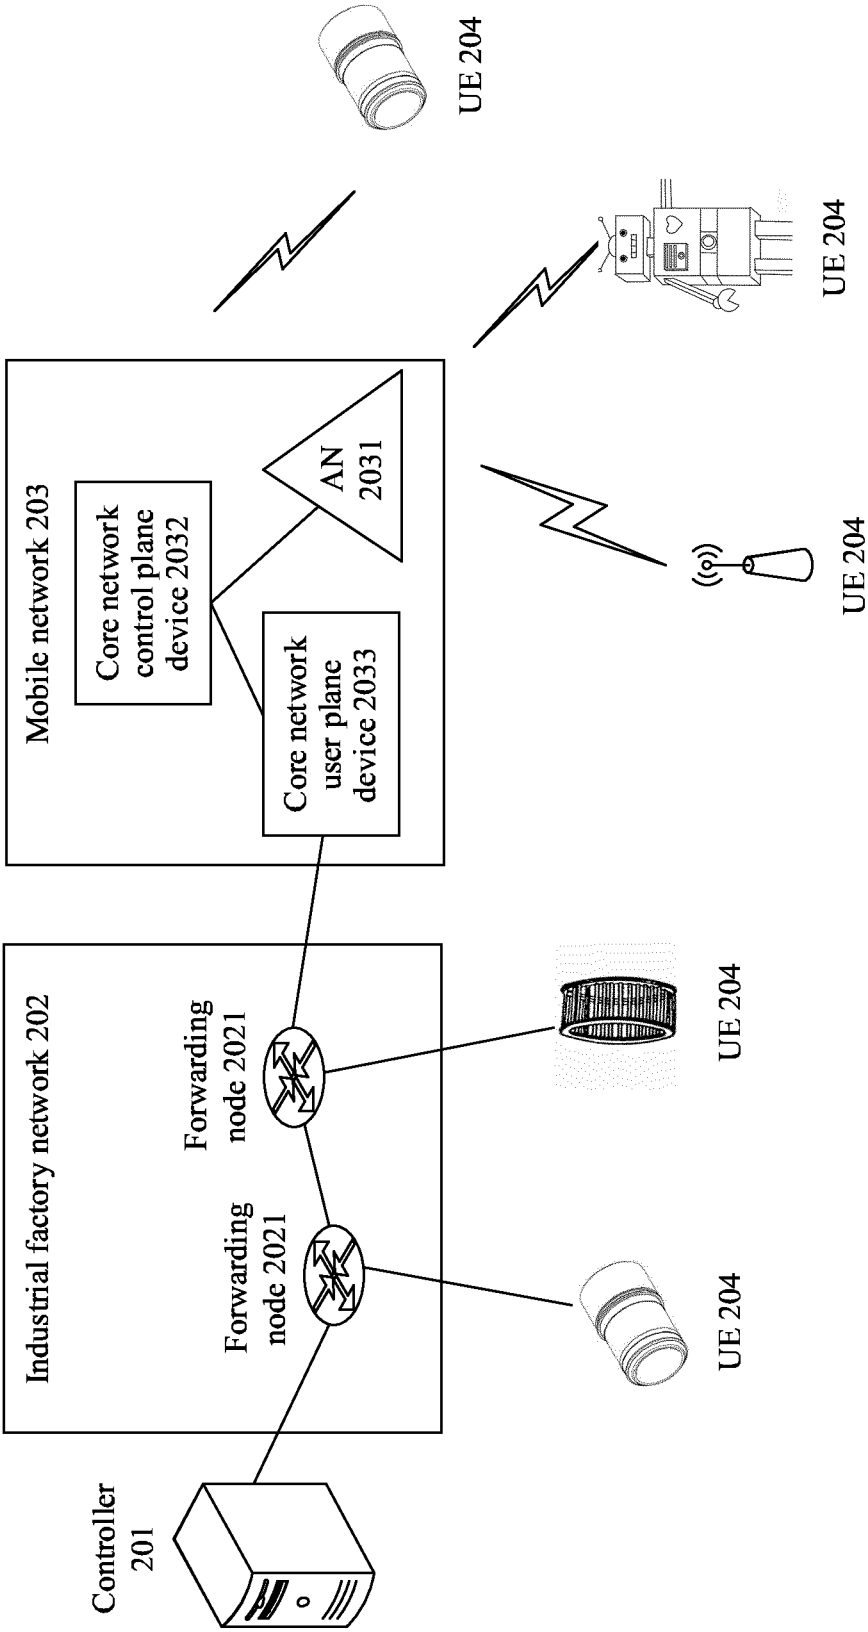 Controller
201
Industrial factory network 202
Forwarding
node 2021
Forwarding
node 2021
Mobile network 203
Core network
control plane
device 2032
Core network
user plane
device 2033
AN
2031
UE 204
UE 204
UE 204
UE 204
UE 204